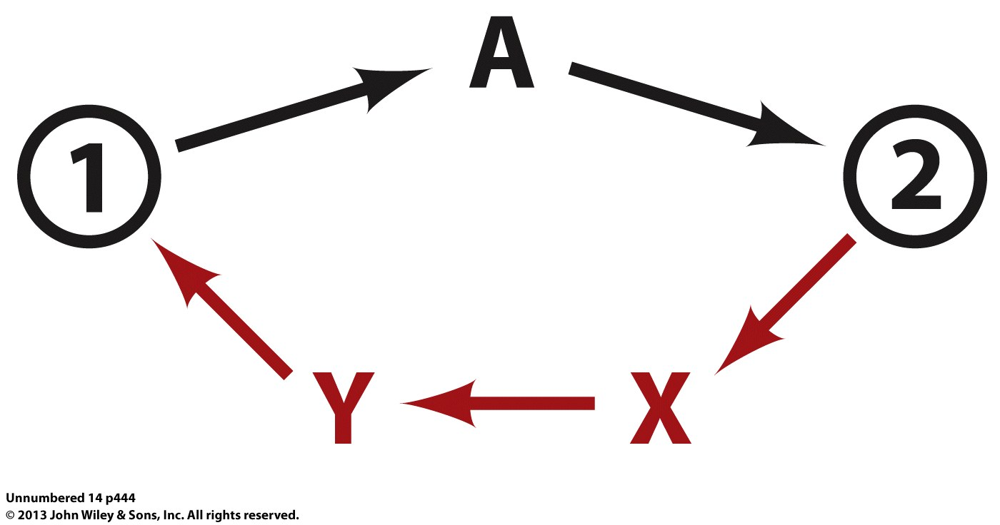 A
1
2
Y
X
Unnumbered 14 p444
© 2013 John Wiley & Sons, Inc. All rights reserved.